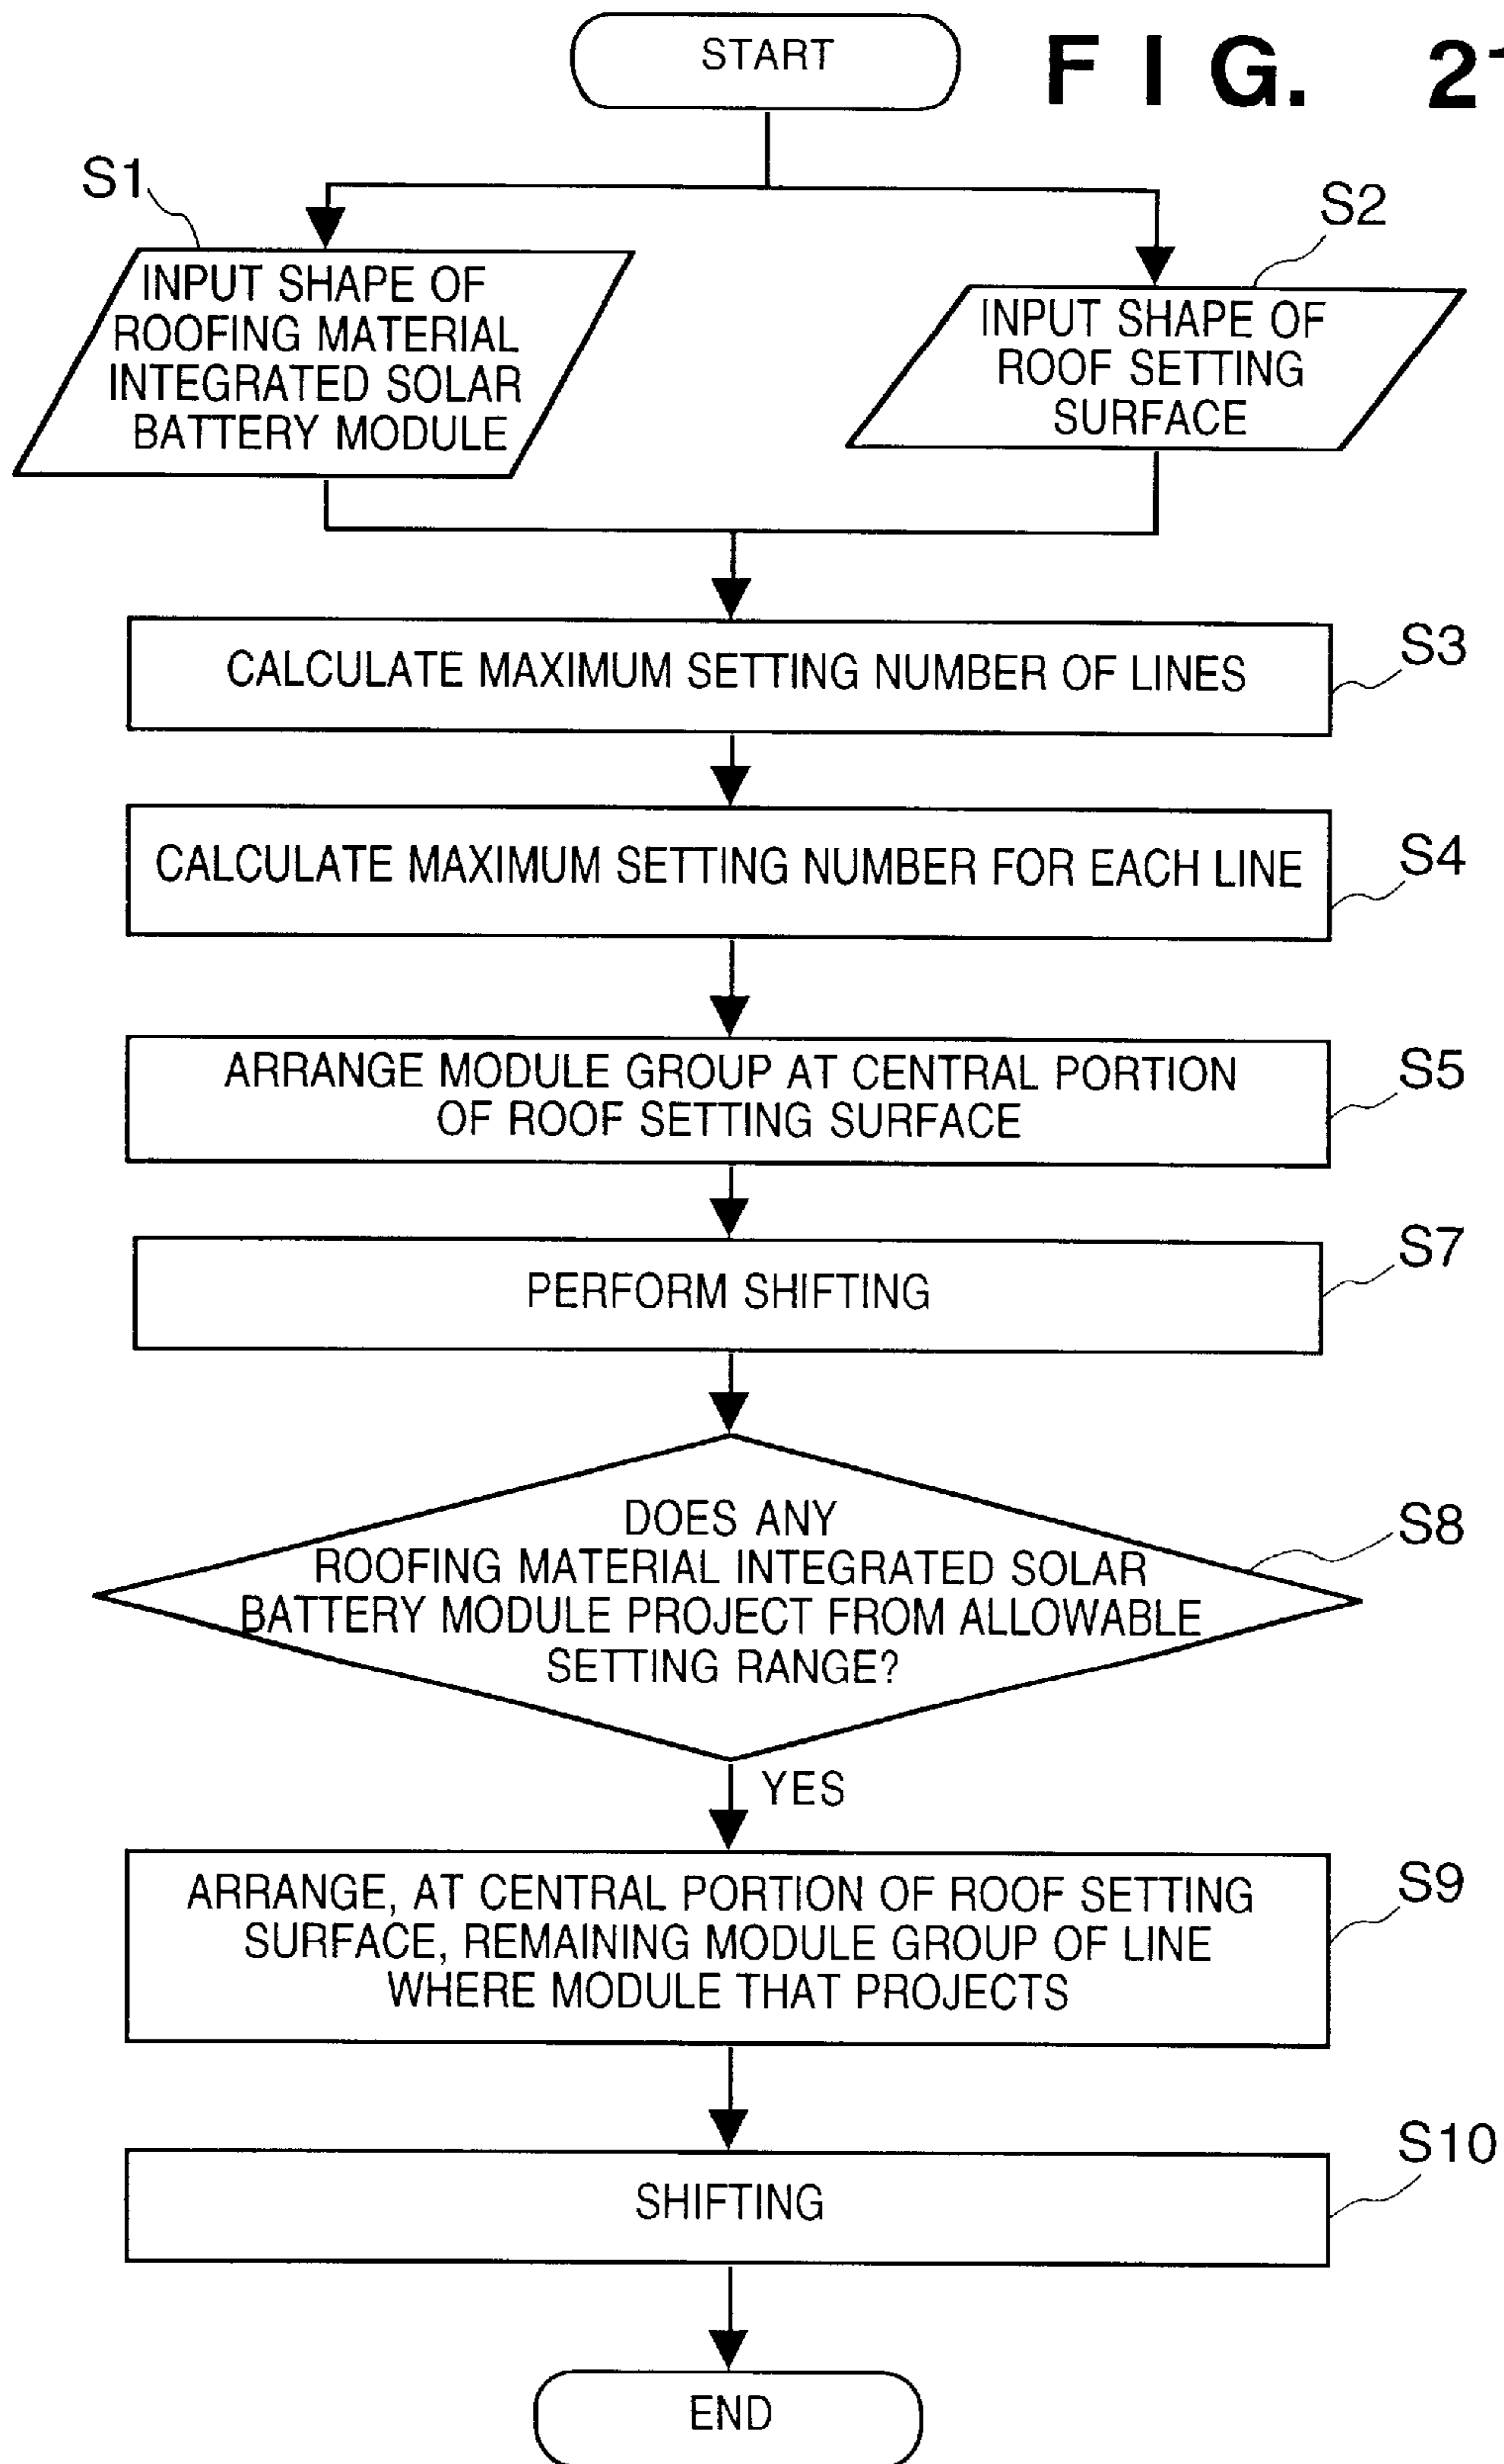 START
F I G. 21
S1
S2
INPUT SHAPE OF
ROOFING MATERIAL
INTEGRATED SOLAR
BATTERY MODULE
INPUT SHAPE OF
ROOF SETTING
SURFACE
CALCULATE MAXIMUM SETTING NUMBER OF LINES
S3
CALCULATE MAXIMUM SETTING NUMBER FOR EACH LINE
S4
ARRANGE MODULE GROUP AT CENTRAL PORTION
OF ROOF SETTING SURFACE
S5
PERFORM SHIFTING
S7
DOES ANY
ROOFING MATERIAL INTEGRATED SOLAR
BATTERY MODULE PROJECT FROM ALLOWABLE
SETTING RANGE?
S8
YES
ARRANGE, AT CENTRAL PORTION OF ROOF SETTING
SURFACE, REMAINING MODULE GROUP OF LINE
WHERE MODULE THAT PROJECTS
S9
SHIFTING
S10
END